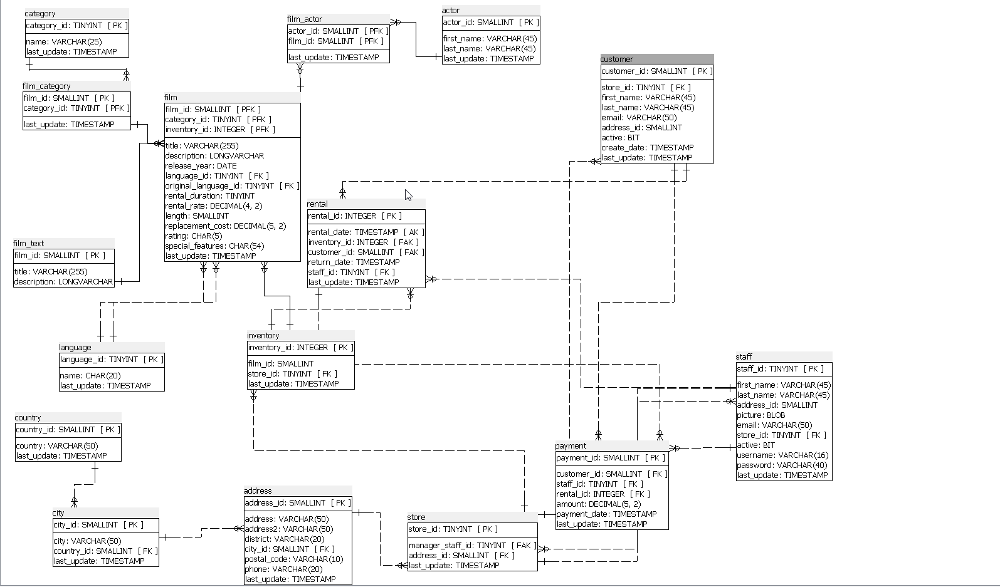 category
category_id: TINYINT [ PK ]
name: VARCHAR(25)
last_update: TIMESTAMP
film_actor
actor_id: SMALLINT [ PFK ]
film_id: SMALLINT [ PFK ]
last_update: TIMESTAMP
actor
actor_id: SMALLINT [ PK ]
first_name: VARCHAR(45)
last_name: VARCHAR(45)
last_update: TIMESTAMP
customer
customer_id: SMALLINT [ PK ]
store_id: TINYINT [ FK ]
first_name: VARCHAR(45)
last_name: VARCHAR(45)
email: VARCHAR(50)
address_id: SMALLINT
active: BIT
create_date: TIMESTAMP
last_update: TIMESTAMP
film_category
film_id: SMALLINT [ PK ]
category_id: TINYINT [ PFK ]
last_update: TIMESTAMP
film
film_id: SMALLINT [ PFK ]
category_id: TINYINT [ PFK ]
inventory_id: INTEGER [ PFK ]
title: VARCHAR(255)
description: LONGVARCHAR
release_year: DATE
language_id: TINYINT [ FK ]
original_language_id: TINYINT [ FK ]
rental_duration: TINYINT
rental_rate: DECIMAL(4, 2)
length: SMALLINT
replacement_cost: DECIMAL(5, 2)
rating: CHAR(5)
special_features: CHAR(54)
last_update: TIMESTAMP
rental
rental_id: INTEGER [ PK ]
rental_date: TIMESTAMP [ AK ]
inventory_id: INTEGER [ FAK ]
customer_id: SMALLINT [ FAK ]
return_date: TIMESTAMP
staff_id: TINYINT [ FK ]
last_update: TIMESTAMP
film_text
film_id: SMALLINT [ PK ]
title: VARCHAR(255)
description: LONGVARCHAR
language
language_id: TINYINT [ PK ]
name: CHAR(20)
last_update: TIMESTAMP
inventory
inventory_id: INTEGER [ PK ]
film_id: SMALLINT
store_id: TINYINT [ FK ]
last_update: TIMESTAMP
staff
staff_id: TINYINT [ PK ]
first_name: VARCHAR(45)
last_name: VARCHAR(45)
address_id: SMALLINT
picture: BLOB
email: VARCHAR(50)
store_id: TINYINT [ FK ]
active: BIT
username: VARCHAR(16)
password: VARCHAR(40)
last_update: TIMESTAMP
country
country_id: SMALLINT [ PK ]
country: VARCHAR(50)
last_update: TIMESTAMP
payment
payment_id: SMALLINT [ PK ]
customer_id: SMALLINT [ FK ]
staff_id: TINYINT [ FK ]
rental_id: INTEGER [ FK ]
amount: DECIMAL(5, 2)
payment_date: TIMESTAMP
last_update: TIMESTAMP
city
city_id: SMALLINT [ PK ]
city: VARCHAR(50)
country_id: SMALLINT [ FK ]
last_update: TIMESTAMP
address
address_id: SMALLINT [ PK ]
address: VARCHAR(50)
address2: VARCHAR(50)
district: VARCHAR(20)
city_id: SMALLINT [ FK ]
postal_code: VARCHAR(10)
phone: VARCHAR(20)
last_update: TIMESTAMP
store
store_id: TINYINT [ PK ]
manager_staff_id: TINYINT [ FAK ]
address_id: SMALLINT [ FK ]
last_update: TIMESTAMP